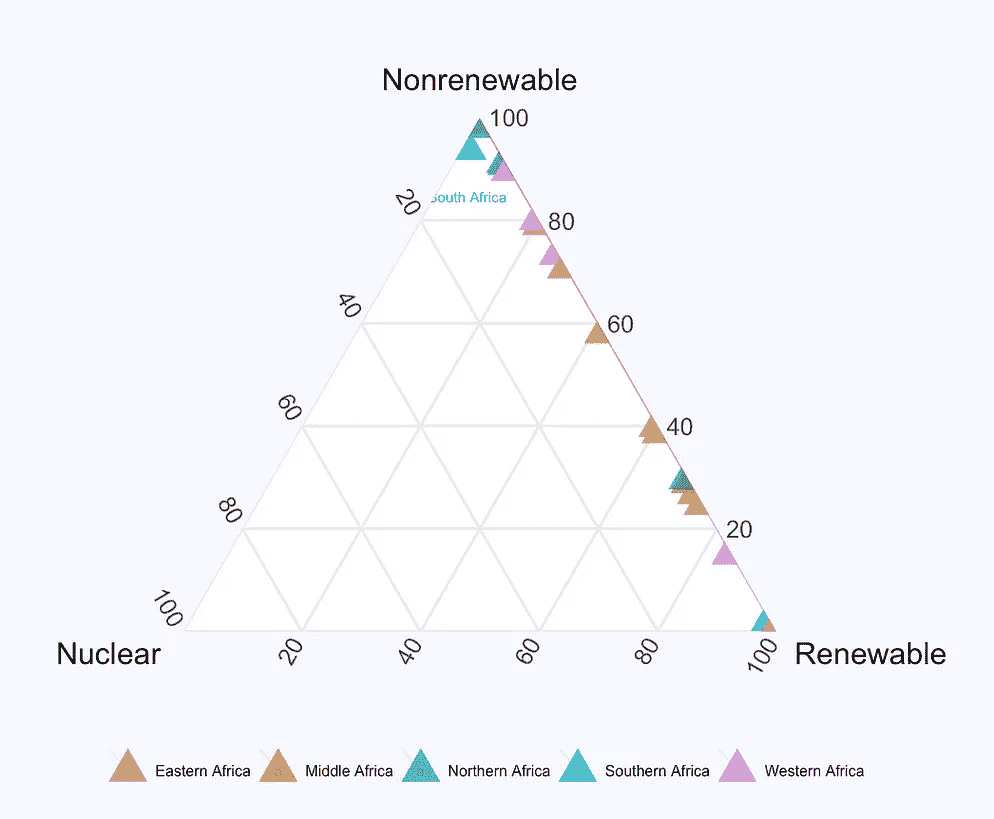 Nonrenewable
100
South Africa
20
80
40
60
60
40
80
20
100
Nuclear
20
40
60
80
100
Renewable
Eastern Africa
Middle Africa
Northern Africa
Southern Africa
Western Africa